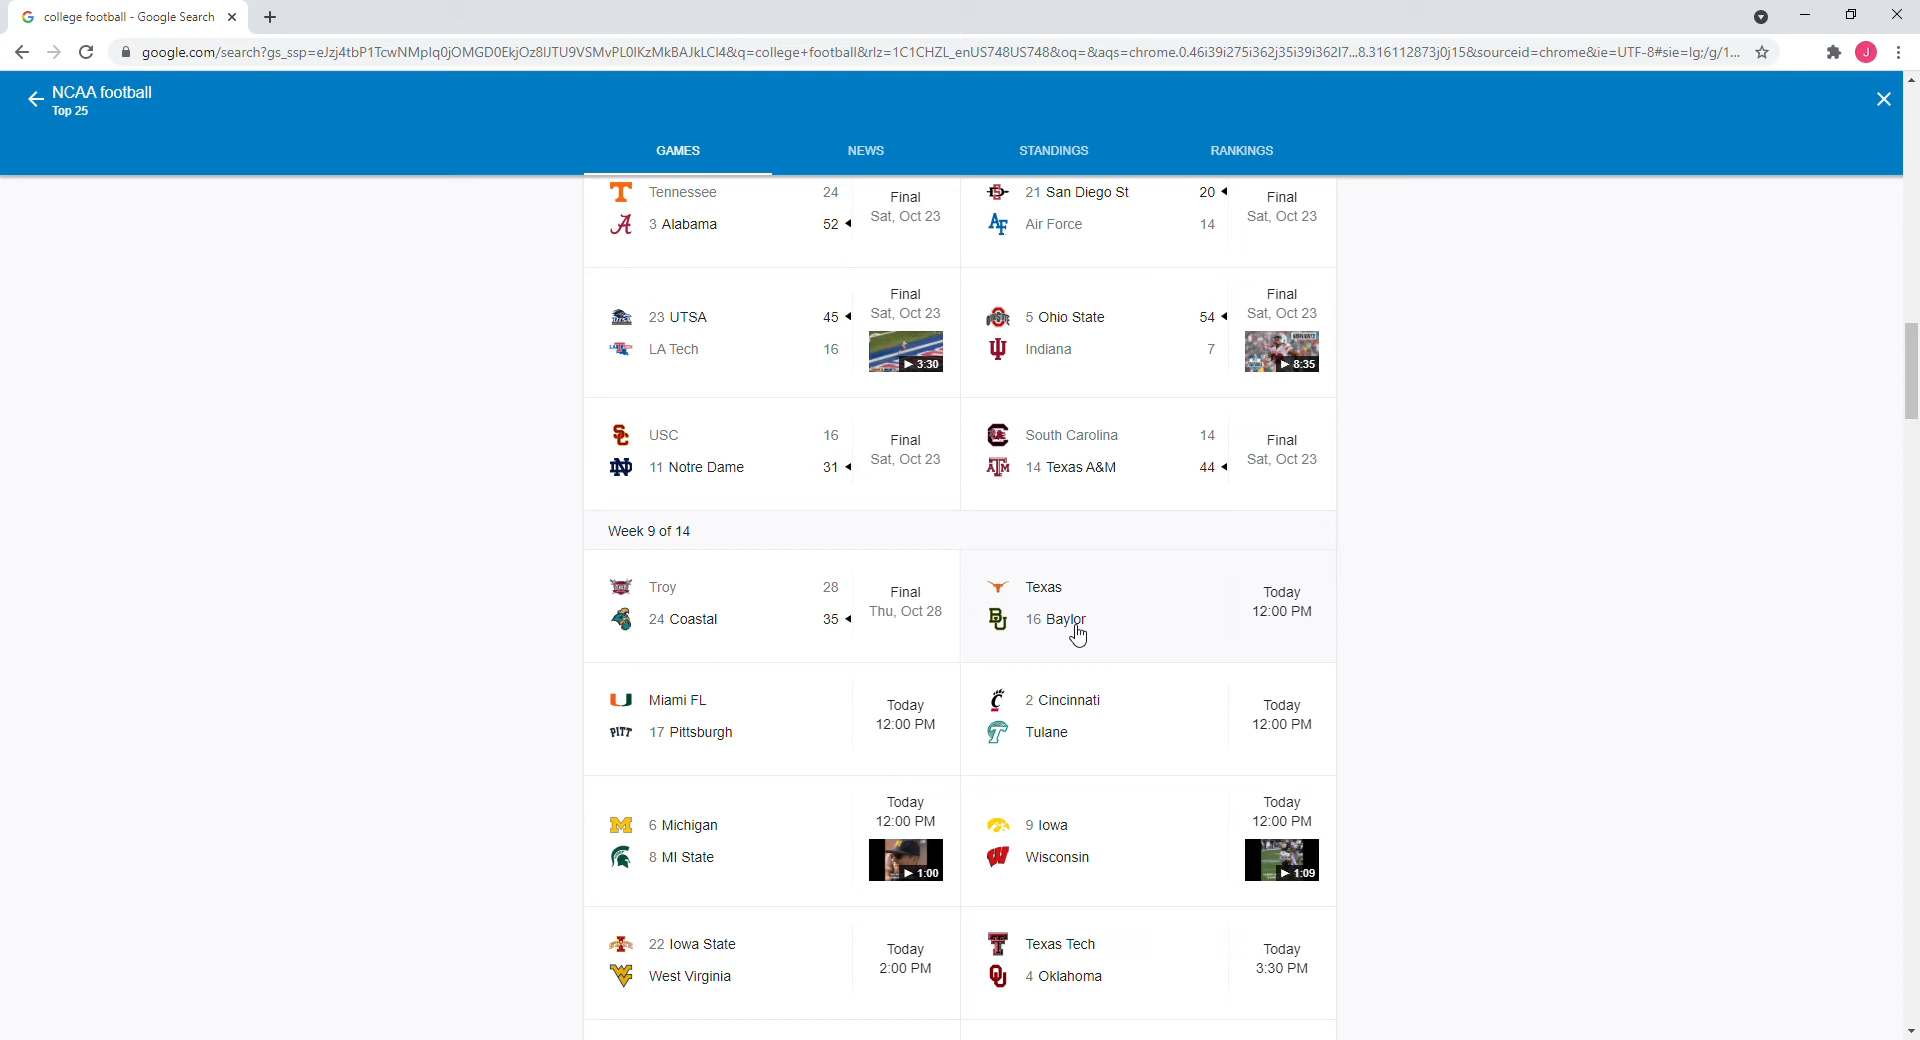 college football - Google Search
google.com/search?gs_ssp=eJzj4tbP1TcwNMpIq0jOMGD0EkjOz8lJTU9VSMvPL0lKzMkBAJkLCl4&q=college+football&rlz=1C1CHZL_enUS748US748&oq=&aqs=chrome.0.46i39i275i362j35i39i362l7...8.316112873j0j15&sourceid=chrome&ie=UTF-8#sie=lg;/g/1...
J
NCAA football
Top 25
GAMES NEWS STANDINGS RANKINGS
Tennessee 24
3 Alabama 52
Final
Sat, Oct 23
21 San Diego St 20
Air Force 14
Final
Sat, Oct 23
23 UTSA 45
LA Tech 16
Final
Sat, Oct 23
3:30
5 Ohio State 54
Indiana 7
Final
Sat, Oct 23
8:35
USC 16
11 Notre Dame 31
Final
Sat, Oct 23
South Carolina 14
14 Texas A&M 44
Final
Sat, Oct 23
Week 9 of 14
Troy 28
24 Coastal 35
Final
Thu, Oct 28
Texas
16 Baylor
Today
12:00 PM
Miami FL
PITT 17 Pittsburgh
Today
12:00 PM
2 Cincinnati
Tulane
Today
12:00 PM
6 Michigan
8 MI State
Today
12:00 PM
1:00
9 Iowa
Wisconsin
Today
12:00 PM
1:09
22 Iowa State
West Virginia
Today
2:00 PM
Texas Tech
4 Oklahoma
Today
3:30 PM